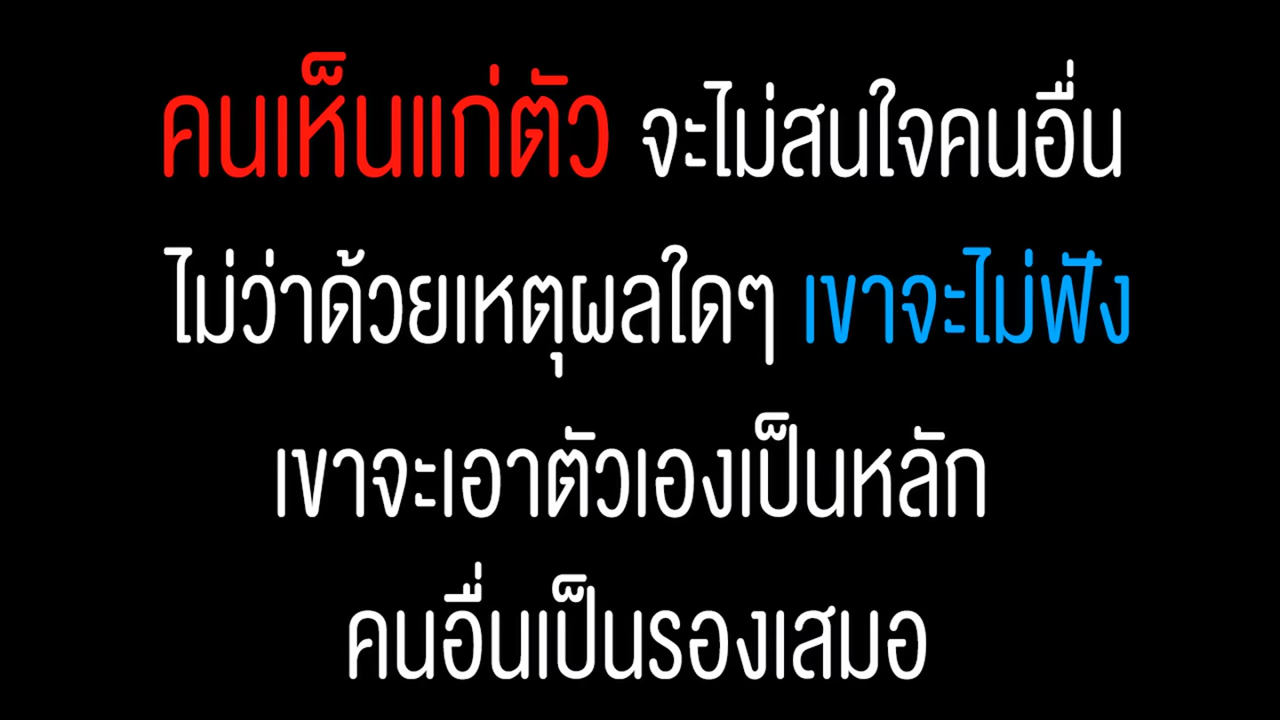 คนเห็นแก่ตัว จะไม่สนใจคนอื่น
ไม่ว่าด้วยเหตุผลใดๆ เขาจะไม่ฟัง
เขาจะเอาตัวเองเป็นหลัก
คนอื่นเป็นรองเสมอ